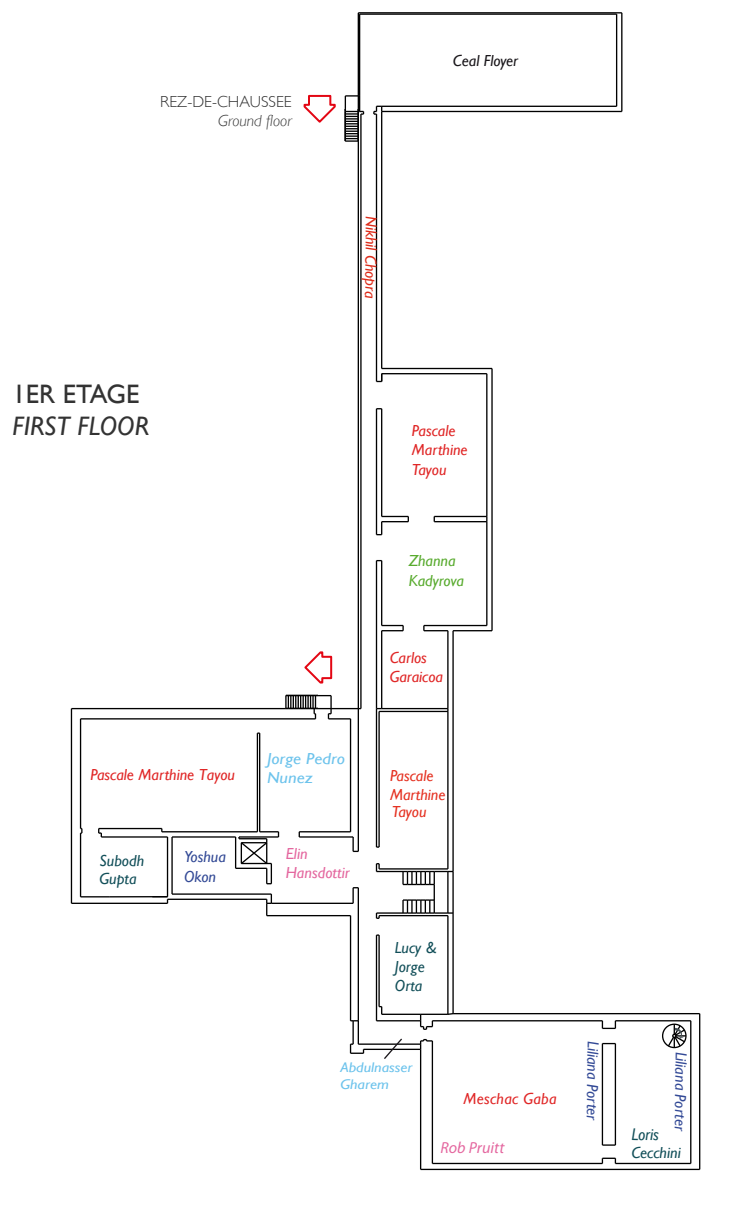 Ceal Floyer
REZ-DE-CHAUSSEE
Ground floor
Nikhil Chopra
1ER ETAGE
FIRST FLOOR
Pascale
Marthine
Tayou
Zhanna
Kadyrova
Carlos
Garaicoa
Pascale Marthine Tayou
Jorge Pedro
Nunez
Pascale
Marthine
Tayou
Subodh
Gupta
Yoshua
Okon
Elin
Hansdottir
Lucy &
Jorge
Orta
Abdulnasser
Gharem
Meschac Gaba
Rob Pruitt
Liliana Porter
Liliana Porter
Loris
Cecchini